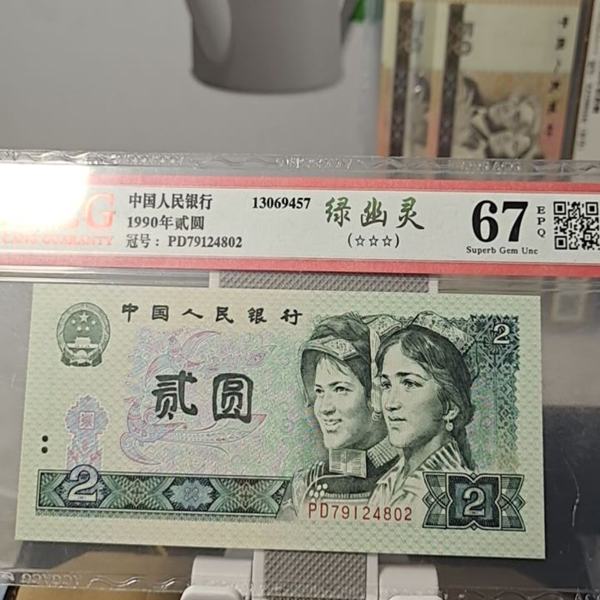 中国人民银行
1990年贰圆
冠号: PD79124802
13069457
绿幽灵
(☆☆☆)
67
EPQ
Superb Gem Unc
中国人民银行
贰圆
2
2
PD79124802
2